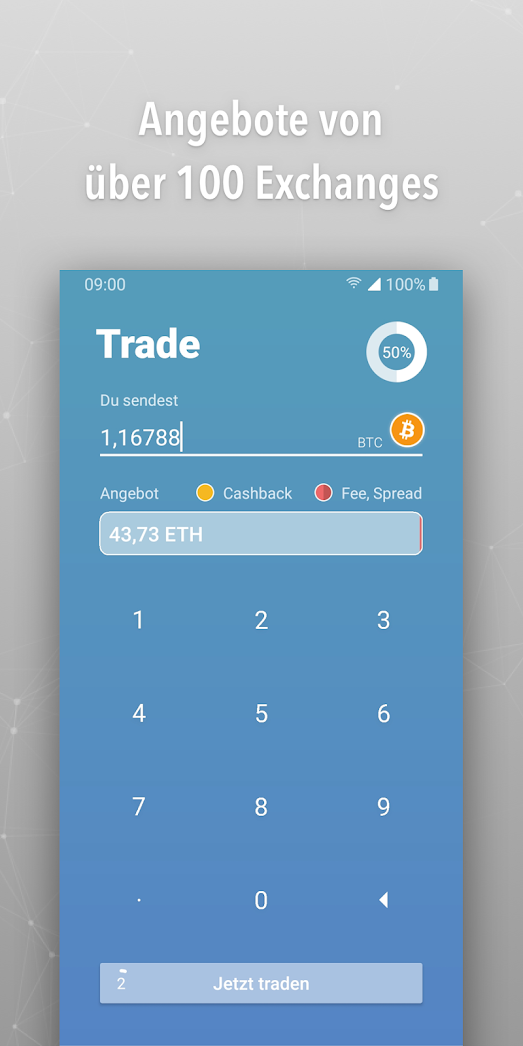 Angebote von
über 100 Exchanges
09:00 100%
Trade
50%
Du sendest
1,16788 BTC
Angebot Cashback Fee, Spread
43,73 ETH
1 2 3
4 5 6
7 8 9
. 0
2 Jetzt traden